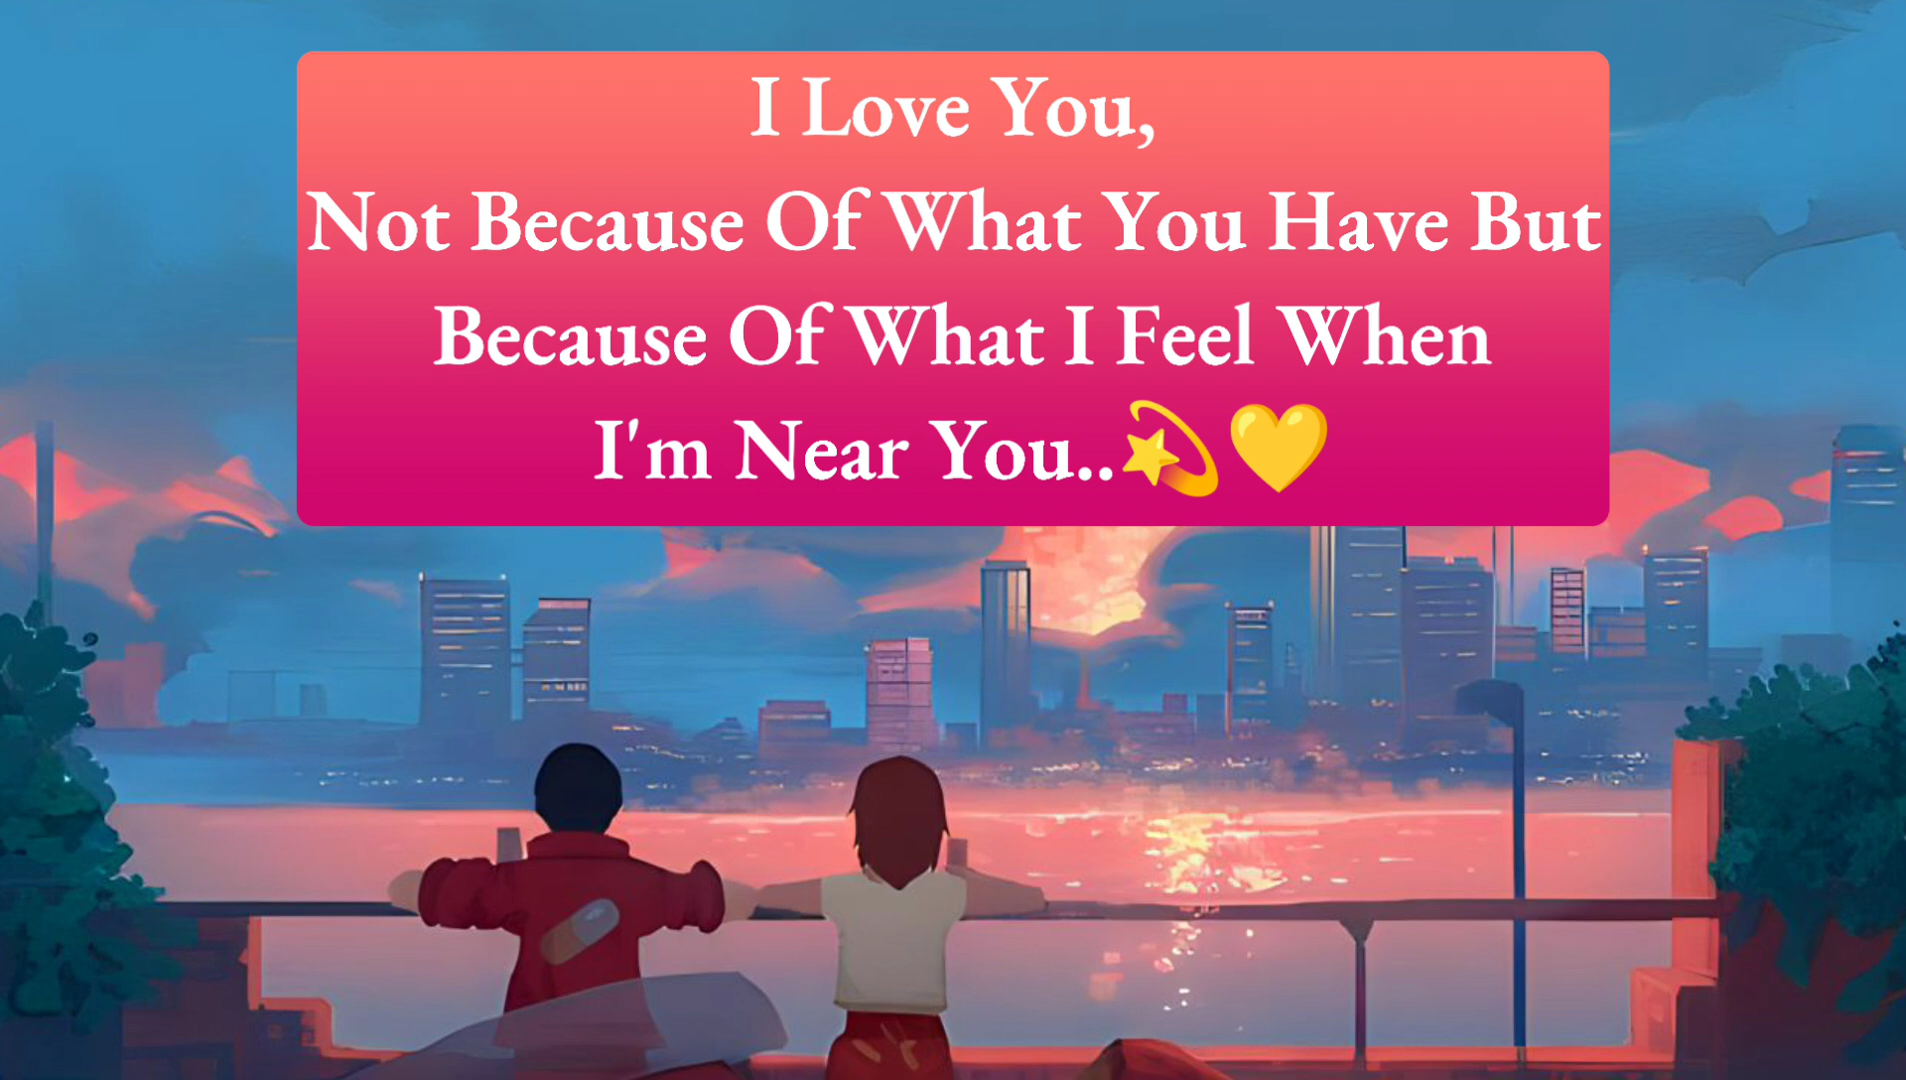 I Love You,
Not Because Of What You Have But
Because Of What I Feel When
I'm Near You..💫💛